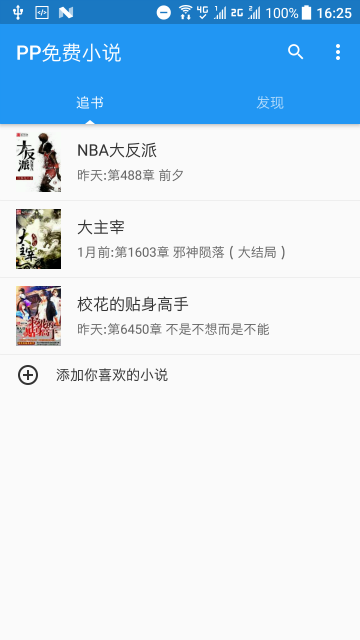 4G 2G 100% 16:25
PP免费小说
追书 发现
NBA大反派
昨天:第488章 前夕
大主宰
1月前:第1603章 邪神陨落（大结局）
校花的贴身高手
昨天:第6450章 不是不想而是不能
添加你喜欢的小说